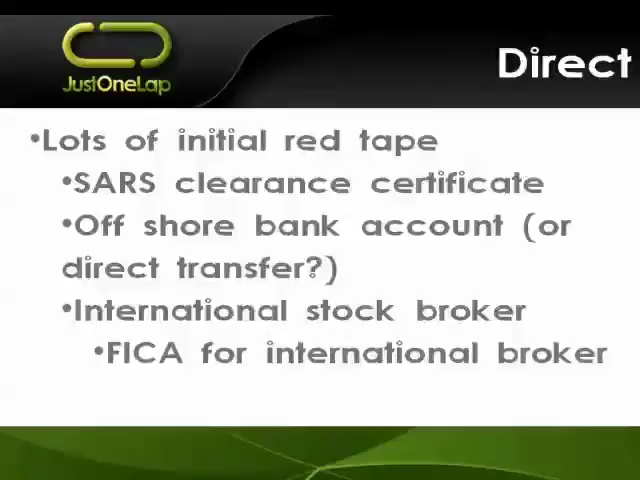 JustOneLap
Direct
•Lots of initial red tape
•SARS clearance certificate
•Off shore bank account (or
direct transfer?)
•International stock broker
•FICA for international broker